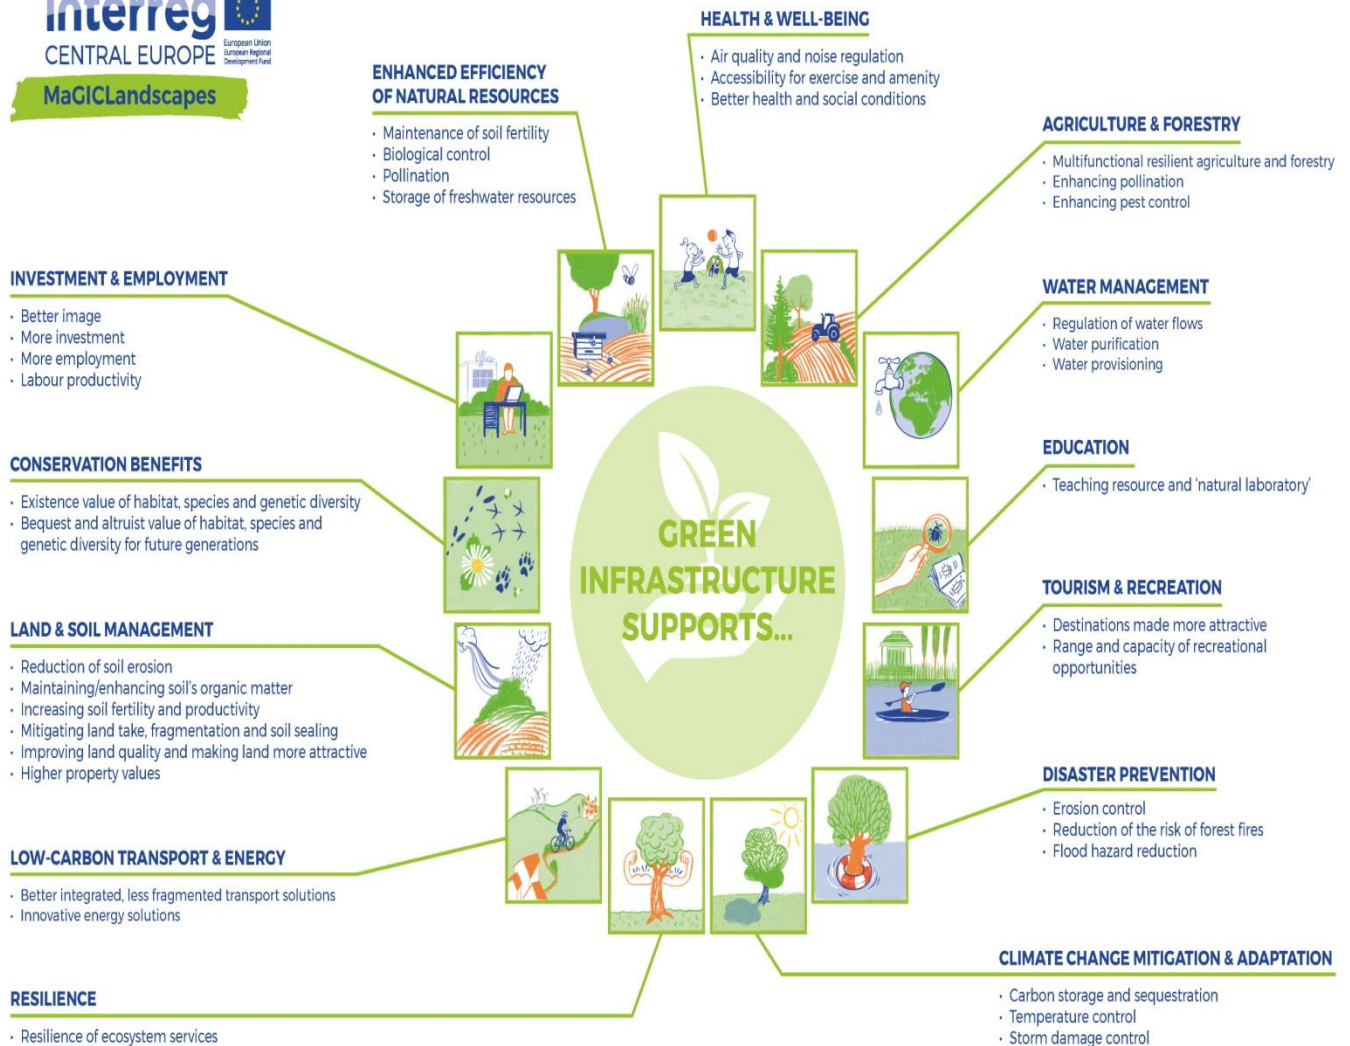 Interreg
CENTRAL EUROPE
European Union
European Regional
Development Fund
MaGICLandscapes
ENHANCED EFFICIENCY
OF NATURAL RESOURCES
· Maintenance of soil fertility
· Biological control
· Pollination
· Storage of freshwater resources
HEALTH & WELL-BEING
· Air quality and noise regulation
· Accessibility for exercise and amenity
· Better health and social conditions
AGRICULTURE & FORESTRY
· Multifunctional resilient agriculture and forestry
· Enhancing pollination
· Enhancing pest control
WATER MANAGEMENT
· Regulation of water flows
· Water purification
· Water provisioning
EDUCATION
· Teaching resource and ‘natural laboratory’
TOURISM & RECREATION
· Destinations made more attractive
· Range and capacity of recreational
opportunities
DISASTER PREVENTION
· Erosion control
· Reduction of the risk of forest fires
· Flood hazard reduction
CLIMATE CHANGE MITIGATION & ADAPTATION
· Carbon storage and sequestration
· Temperature control
· Storm damage control
INVESTMENT & EMPLOYMENT
· Better image
· More investment
· More employment
· Labour productivity
CONSERVATION BENEFITS
· Existence value of habitat, species and genetic diversity
· Bequest and altruist value of habitat, species and
genetic diversity for future generations
LAND & SOIL MANAGEMENT
· Reduction of soil erosion
· Maintaining/enhancing soil's organic matter
· Increasing soil fertility and productivity
· Mitigating land take, fragmentation and soil sealing
· Improving land quality and making land more attractive
· Higher property values
LOW-CARBON TRANSPORT & ENERGY
· Better integrated, less fragmented transport solutions
· Innovative energy solutions
RESILIENCE
· Resilience of ecosystem services
GREEN
INFRASTRUCTURE
SUPPORTS...